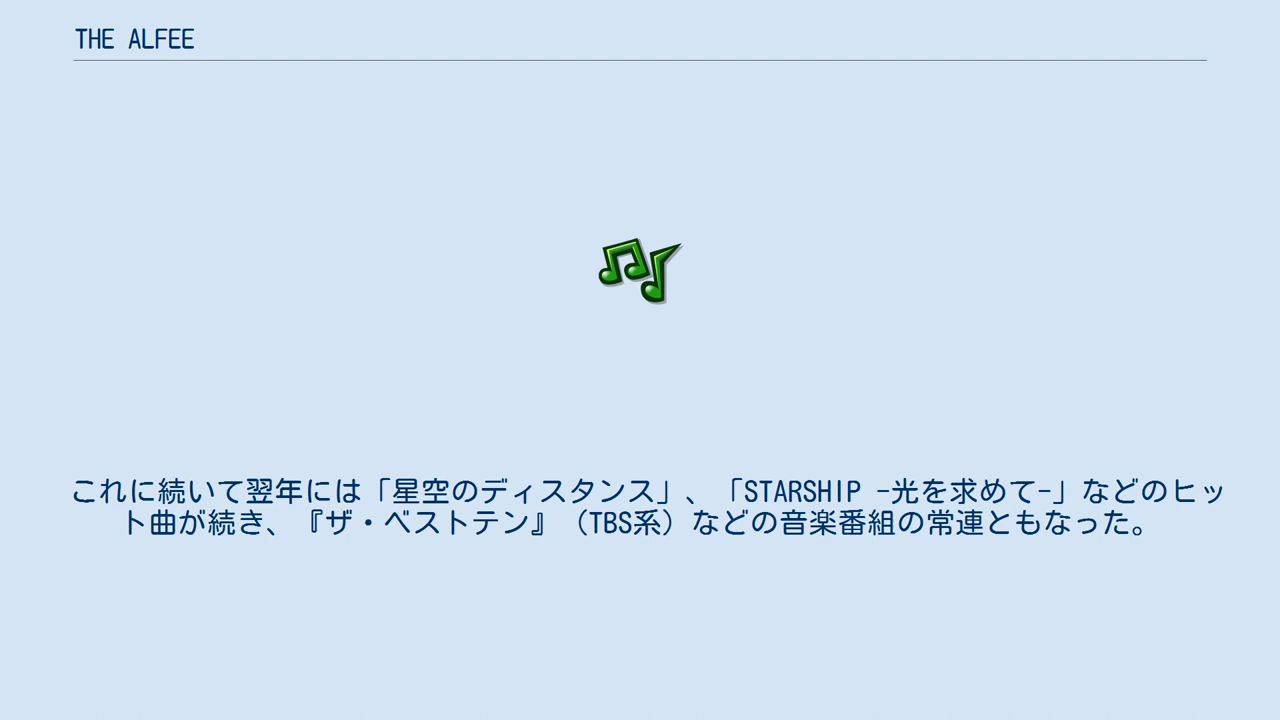 THE ALFEE
これに続いて翌年には「星空のディスタンス」、「STARSHIP -光を求めて-」などのヒッ
ト曲が続き、『ザ・ベストテン』（TBS系）などの音楽番組の常連ともなった。